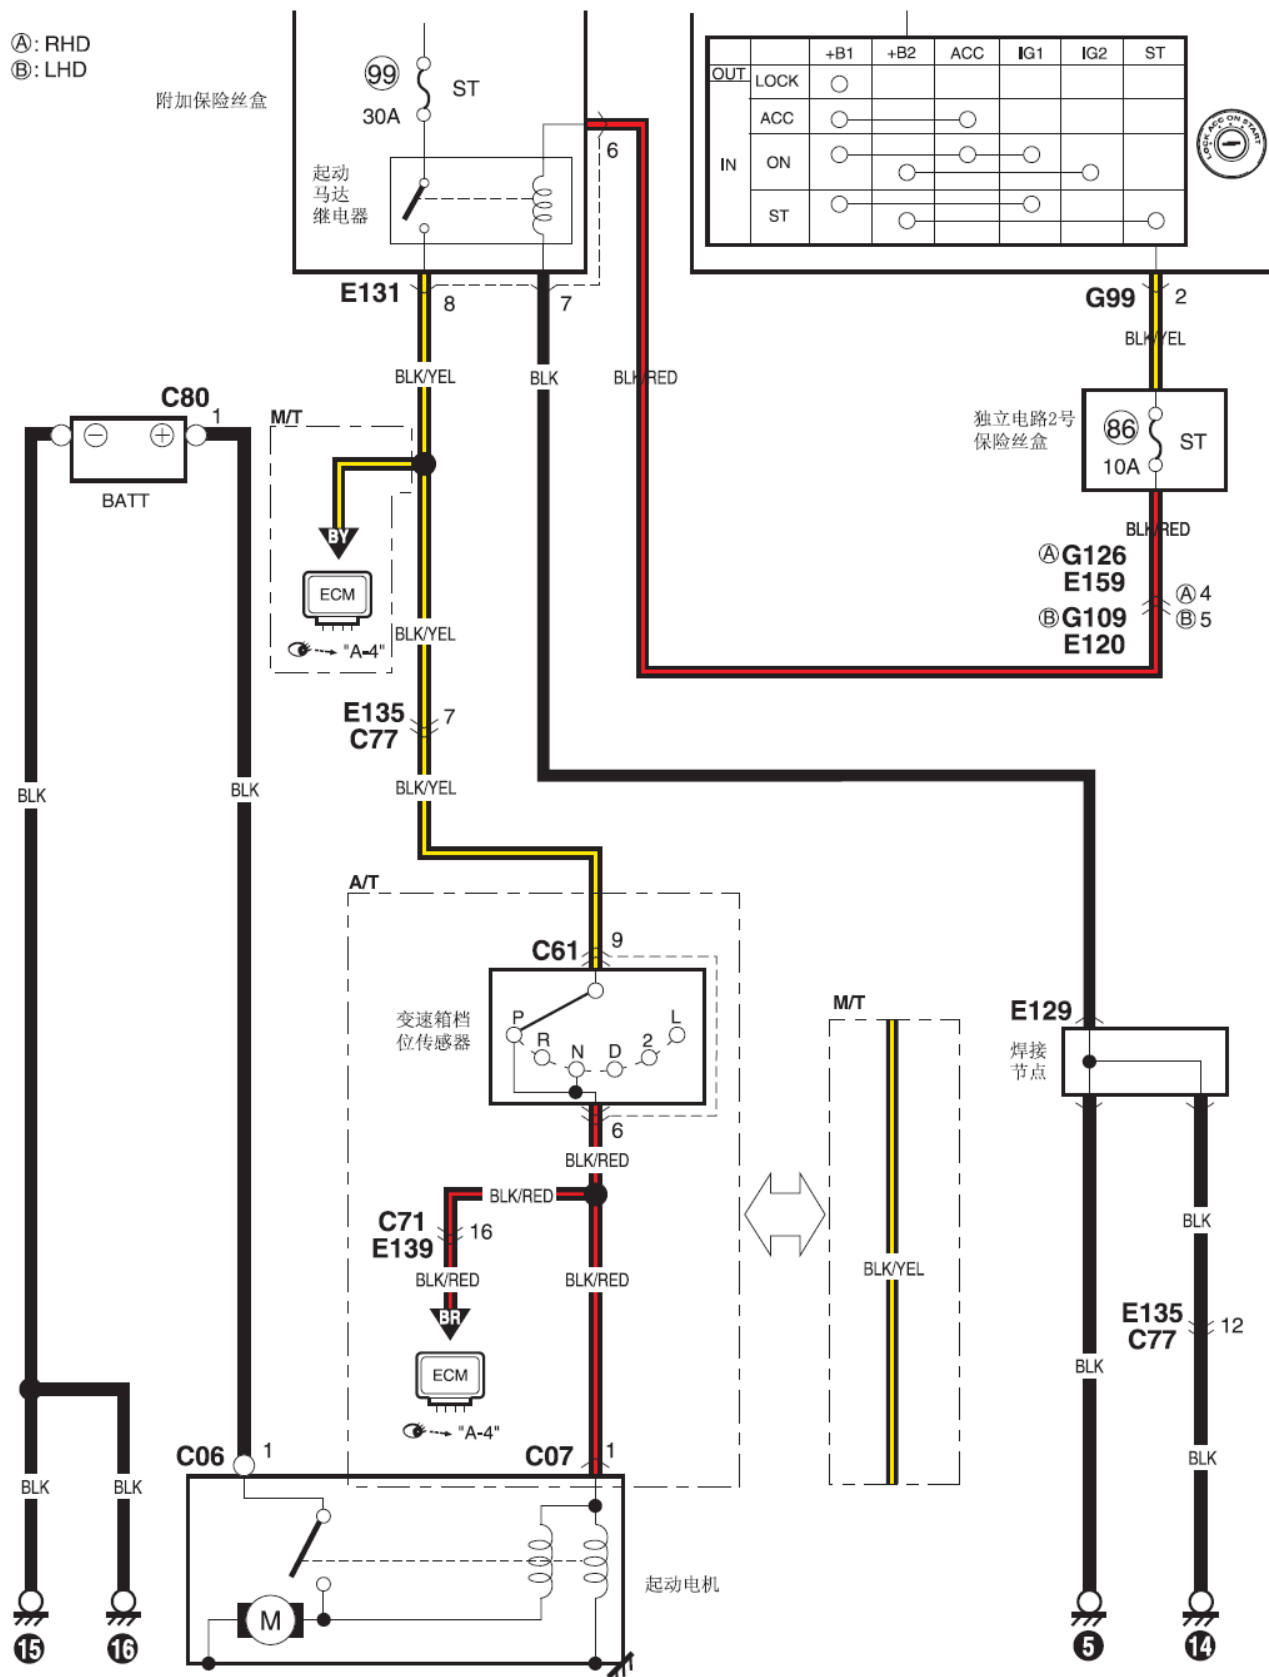 Ⓐ: RHD
Ⓑ: LHD
附加保险丝盒
99
30A
ST
起动
马达
继电器
6
+B1 +B2 ACC IG1 IG2 ST
OUT
LOCK
ACC
IN
ON
ST
LOCK ACC ON START
E131
8
7
G99
2
BLK/YEL
BLK
BLK/RED
BLK/YEL
C80
1
BATT
M/T
BY
ECM
"A-4"
独立电路2号
保险丝盒
86
10A
ST
BLK/RED
ⒶG126
E159
Ⓐ4
ⒷG109
E120
Ⓑ5
BLK/YEL
E135
C77
7
BLK
BLK
BLK/YEL
A/T
C61
9
变速箱档
位传感器
P
R
N
D
2
L
6
M/T
E129
焊接
节点
BLK/RED
BLK/RED
C71
E139
16
BLK/RED
BLK/RED
BR
ECM
"A-4"
BLK/YEL
BLK
E135
C77
12
BLK
BLK
C06
1
C07
1
BLK
BLK
M
起动电机
15
16
5
14